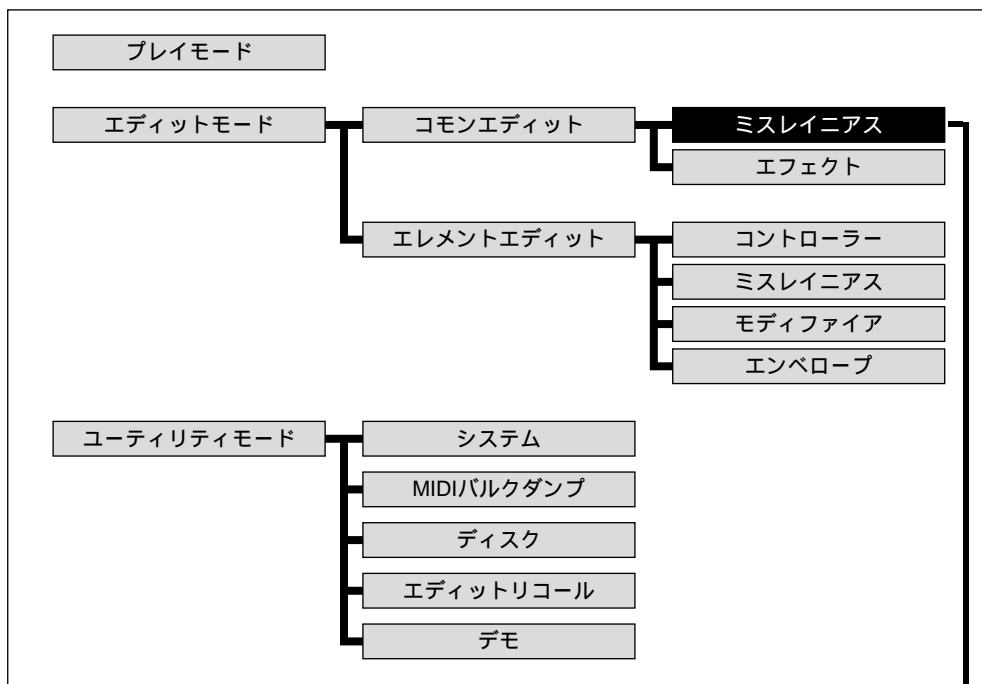 プレイモード
エディットモード
コモンエディット
ミスレイニアス
エフェクト
エレメントエディット
コントローラー
ミスレイニアス
モディファイア
エンベロープ
ユーティリティモード
システム
MIDIバルクダンプ
ディスク
エディットリコール
デモ